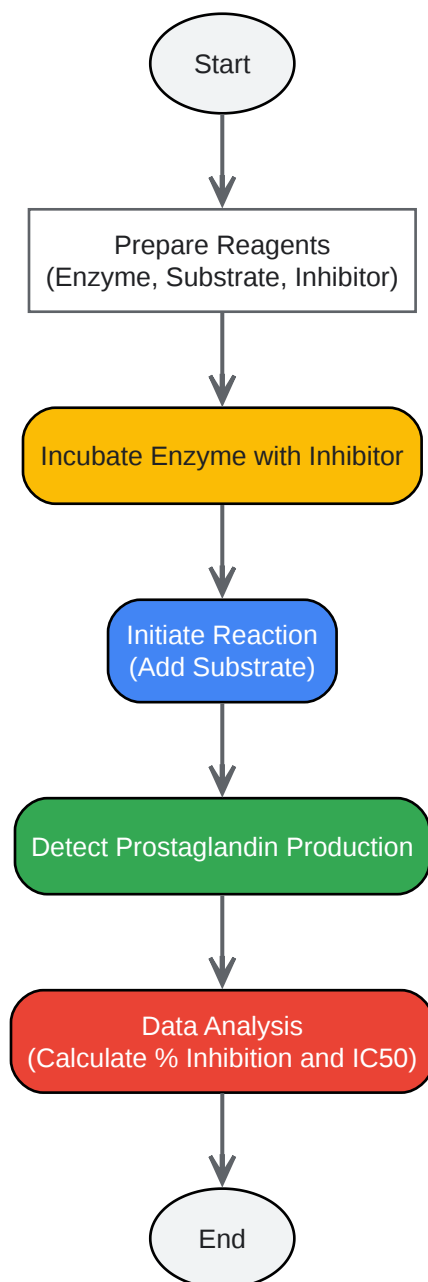 Start
Prepare Reagents
(Enzyme, Substrate, Inhibitor)
Incubate Enzyme with Inhibitor
Initiate Reaction
(Add Substrate)
Detect Prostaglandin Production
Data Analysis
(Calculate % Inhibition and IC50)
End